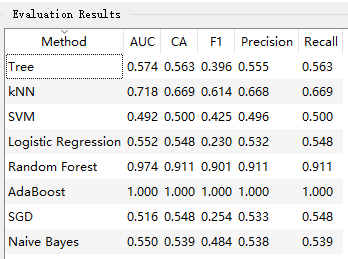 Evaluation Results
Method AUC CA F1 Precision Recall
Tree 0.574 0.563 0.396 0.555 0.563
kNN 0.718 0.669 0.614 0.668 0.669
SVM 0.492 0.500 0.425 0.496 0.500
Logistic Regression 0.552 0.548 0.230 0.532 0.548
Random Forest 0.974 0.911 0.901 0.911 0.911
AdaBoost 1.000 1.000 1.000 1.000 1.000
SGD 0.516 0.548 0.254 0.533 0.548
Naive Bayes 0.550 0.539 0.484 0.538 0.539